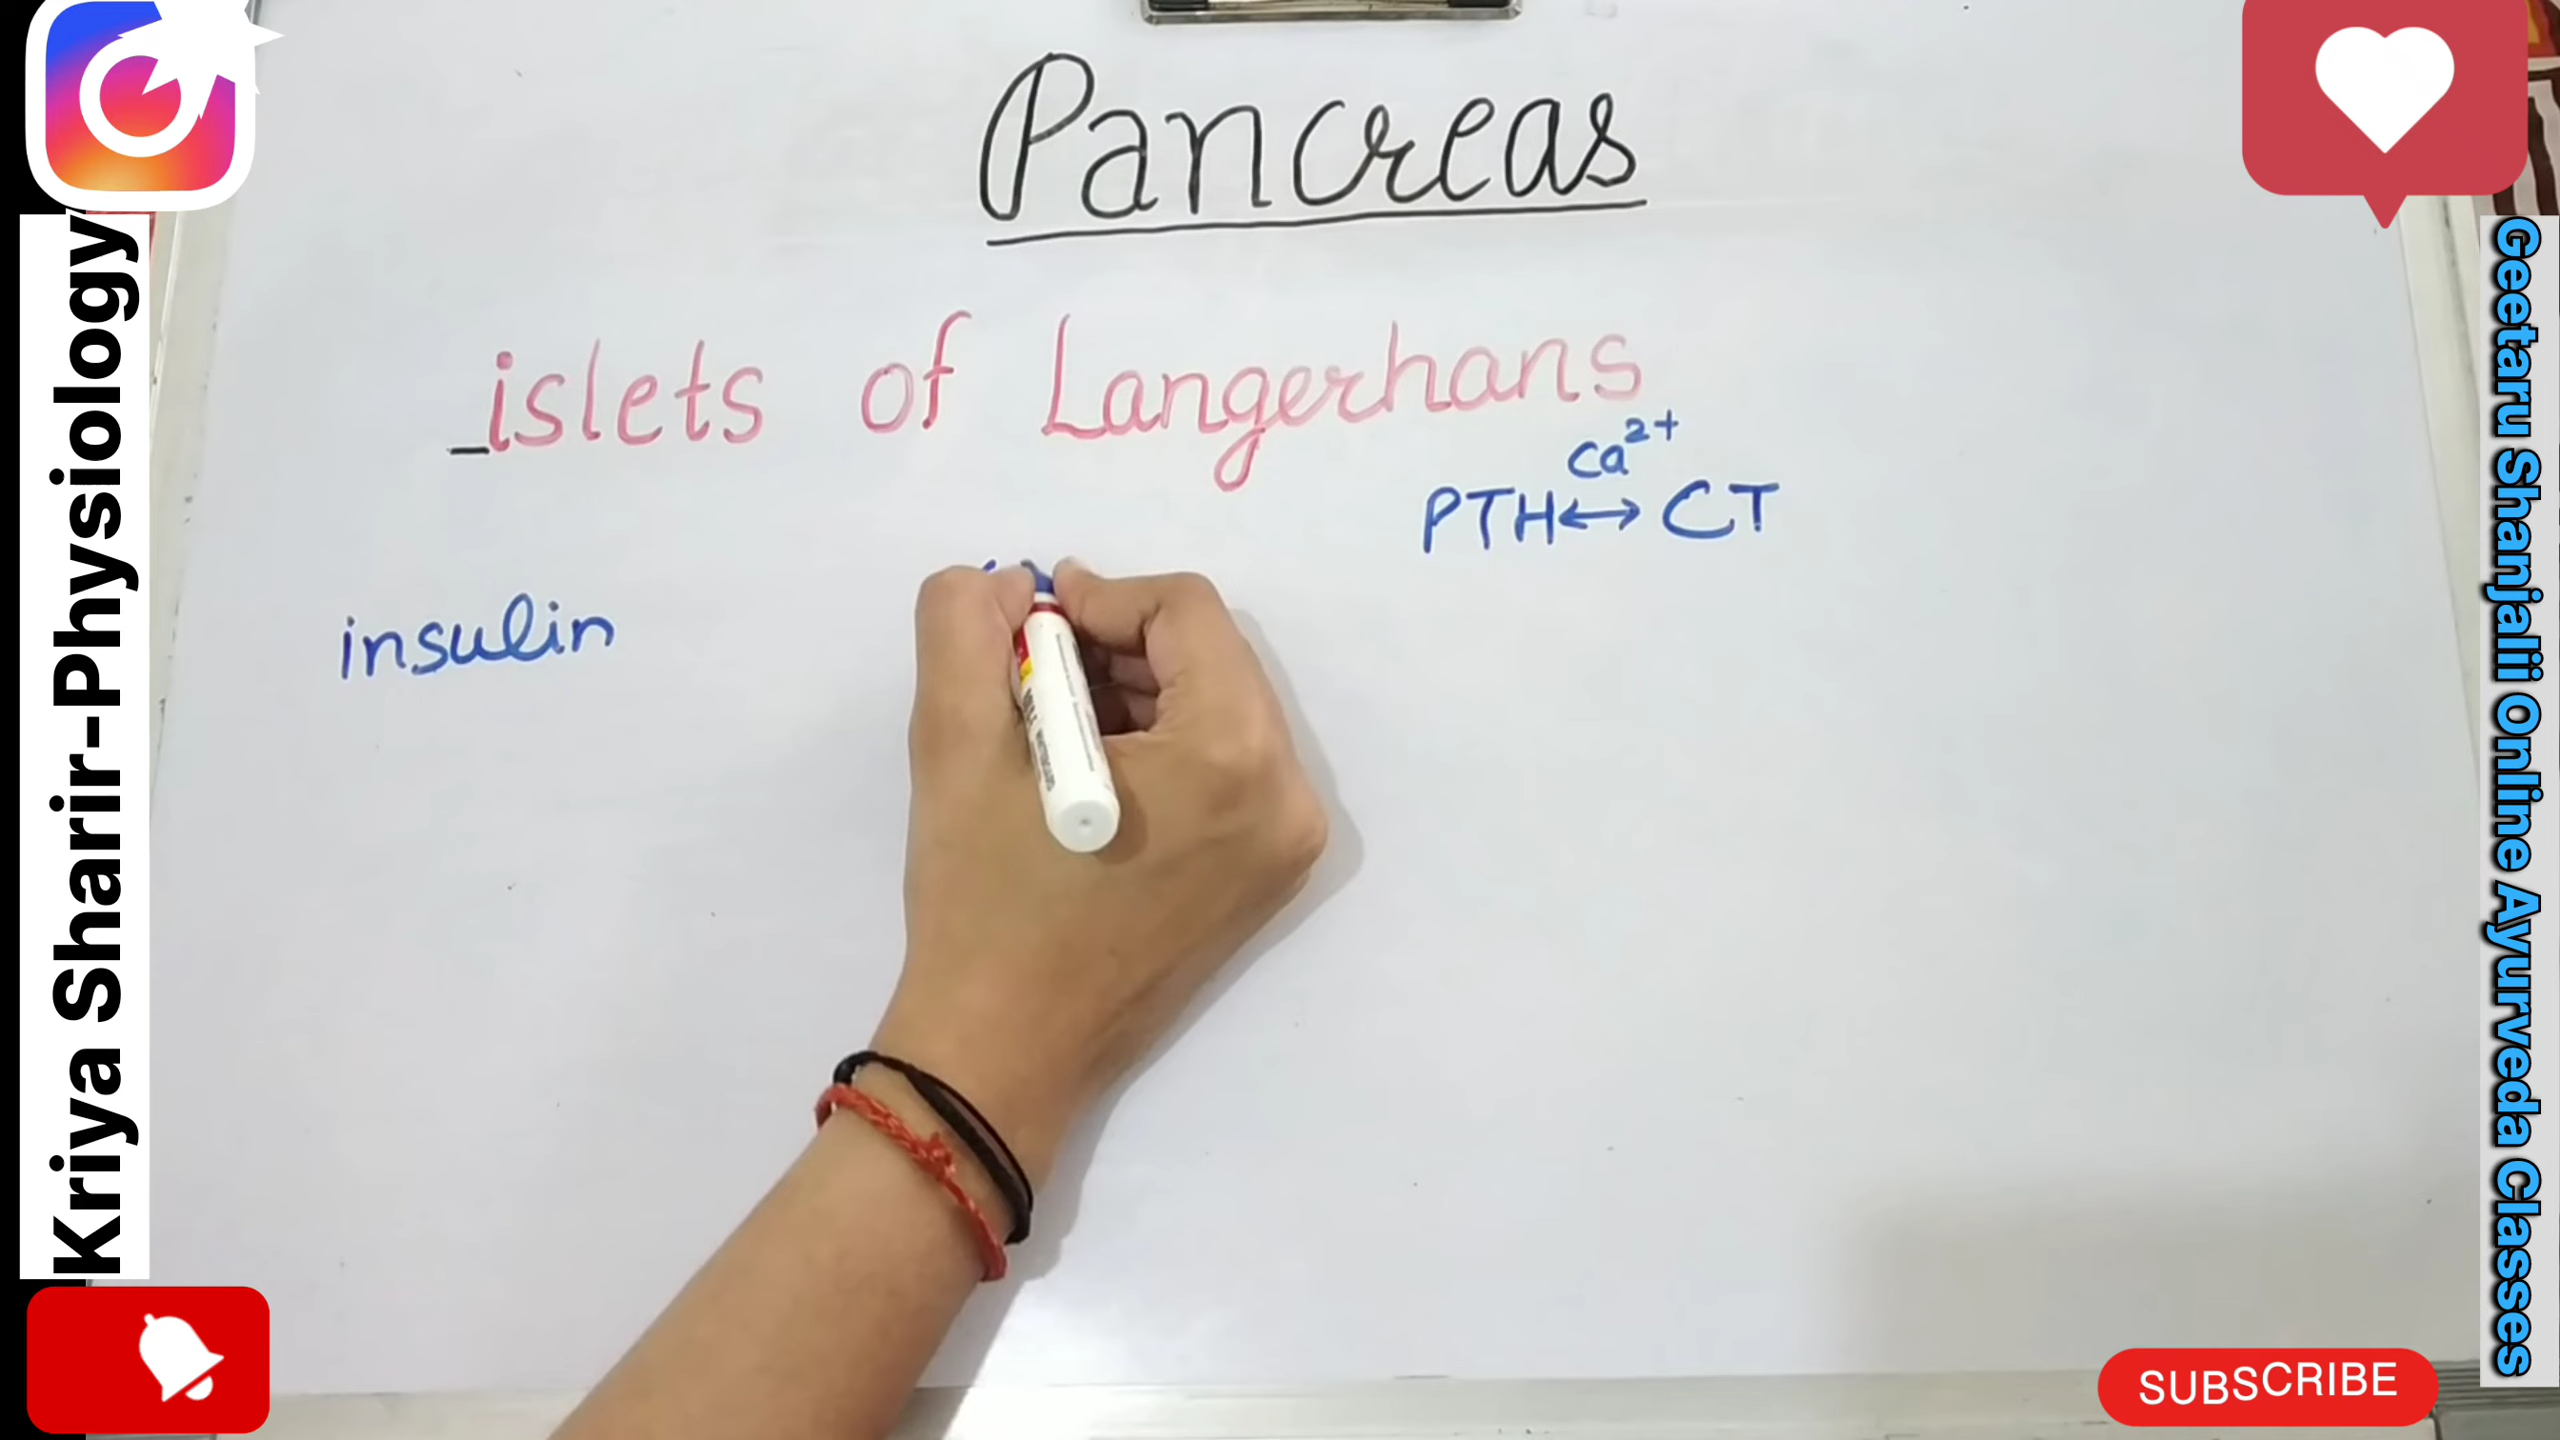 Pancreas
islets of Langerhans
Ca²⁺
PTH↔CT
insulin
Kriya Sharir-Physiology
Geetaru Shanjalii Online Ayurveda Classes
SUBSCRIBE